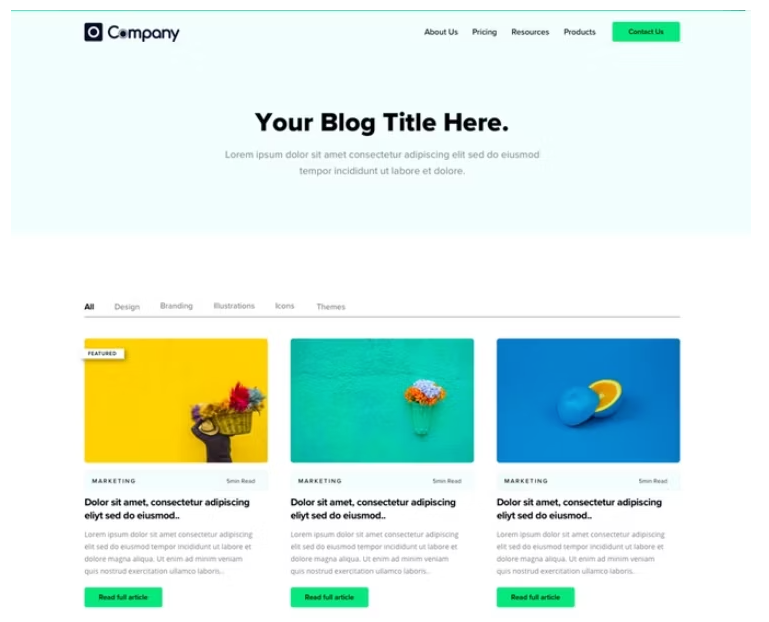 Company
About Us Pricing Resources Products Contact Us
Your Blog Title Here.
Lorem ipsum dolor sit amet consectetur adipiscing elit sed do eiusmod
tempor incididunt ut labore et dolore.
All Design Branding Illustrations Icons Themes
FEATURED
MARKETING 5min Read
Dolor sit amet, consectetur adipiscing
eliyt sed do eiusmod..
Lorem ipsum dolor sit amet consectetur adipiscing
elit sed do eiusmod tempor incididunt ut labore et
dolore magna aliqua. Ut enim ad minim veniam
quis nostrud exercitation ullamco laboris..
Read full article
MARKETING 5min Read
Dolor sit amet, consectetur adipiscing
eliyt sed do eiusmod..
Lorem ipsum dolor sit amet consectetur adipiscing
elit sed do eiusmod tempor incididunt ut labore et
dolore magna aliqua. Ut enim ad minim veniam
quis nostrud exercitation ullamco laboris..
Read full article
MARKETING 5min Read
Dolor sit amet, consectetur adipiscing
eliyt sed do eiusmod..
Lorem ipsum dolor sit amet consectetur adipiscing
elit sed do eiusmod tempor incididunt ut labore et
dolore magna aliqua. Ut enim ad minim veniam
quis nostrud exercitation ullamco laboris.
Read full article